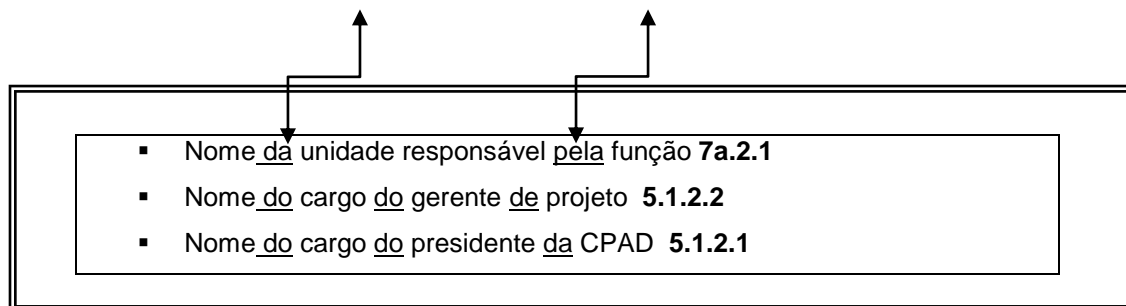 ▪ Nome da unidade responsável pela função 7a.2.1
▪ Nome do cargo do gerente de projeto 5.1.2.2
▪ Nome do cargo do presidente da CPAD 5.1.2.1